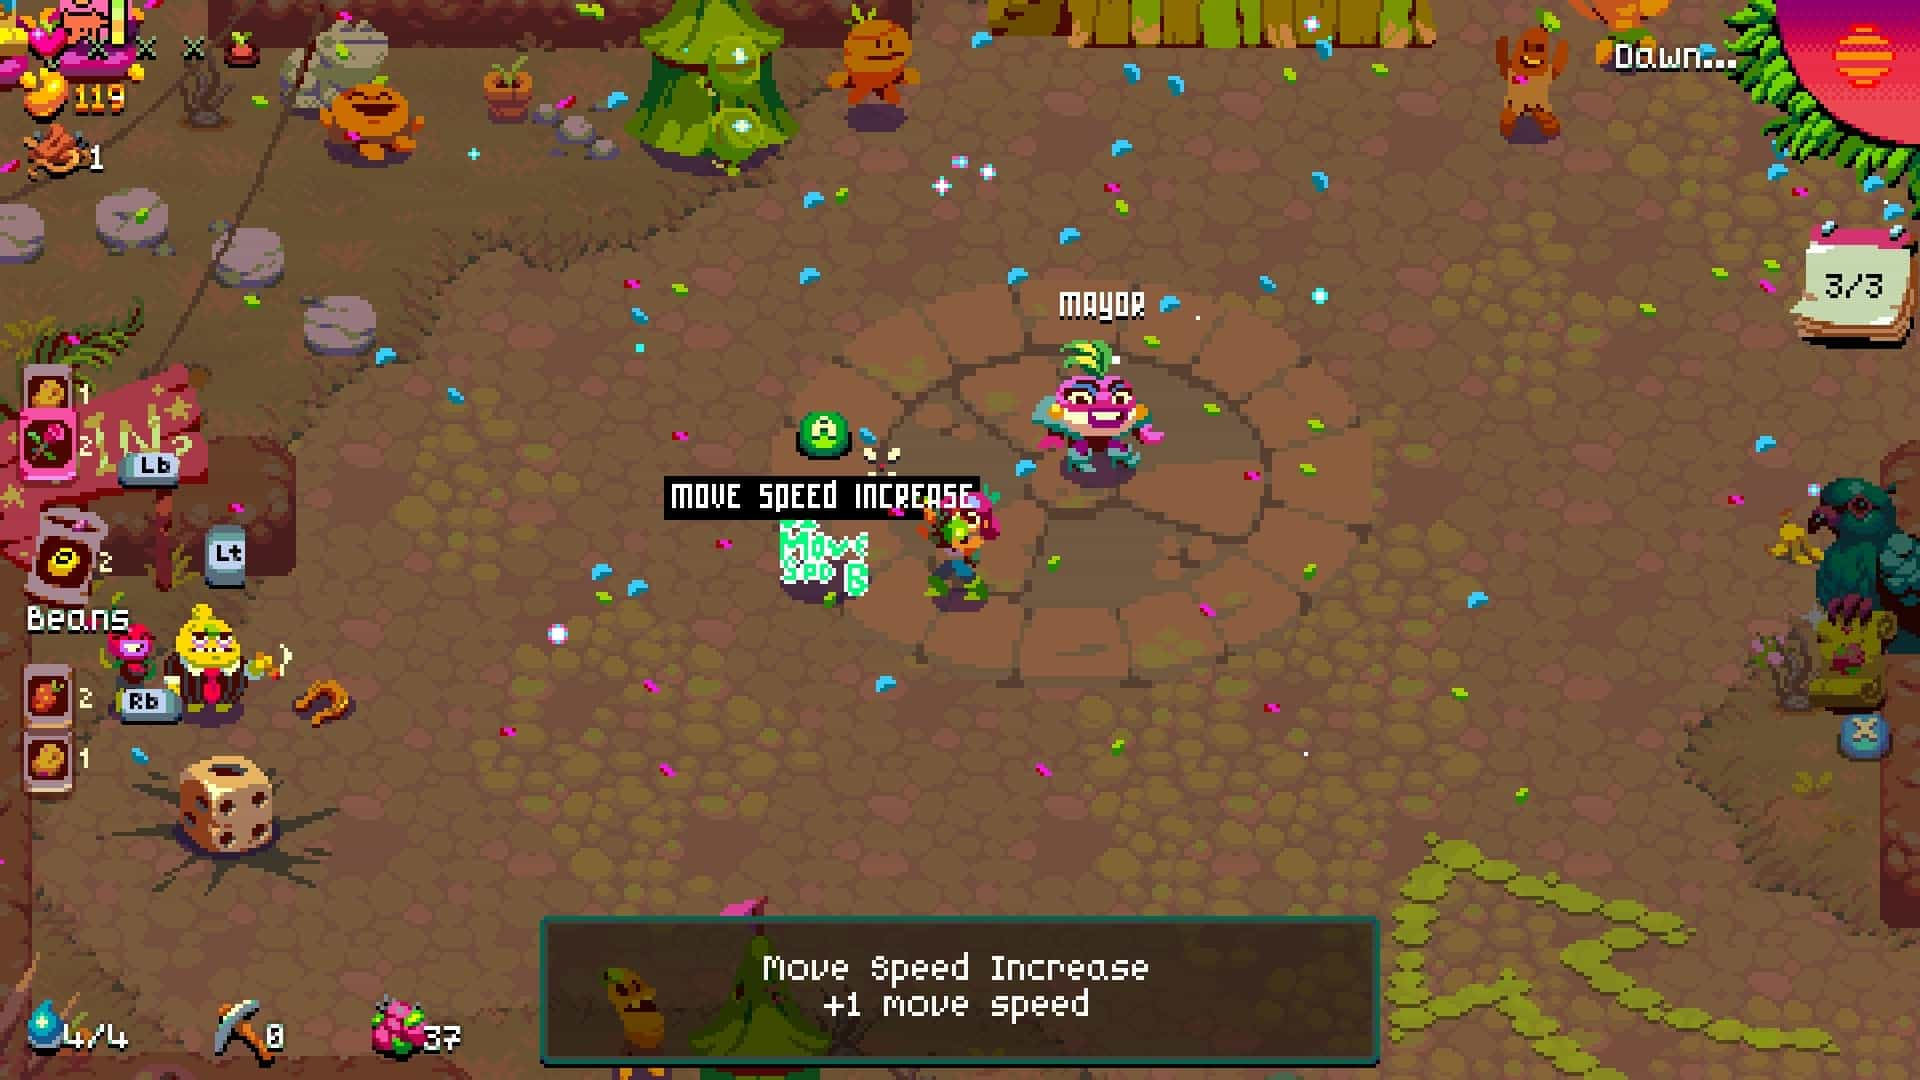 Dawn...
119
1
3/3
MAYOR
1
INS
2
Lb
A
MOVE SPEED INCREASE
Move
Spd
B
Lt
2
Beans
2
Rb
1
X
Move Speed Increase
+1 move speed
4/4
0
37